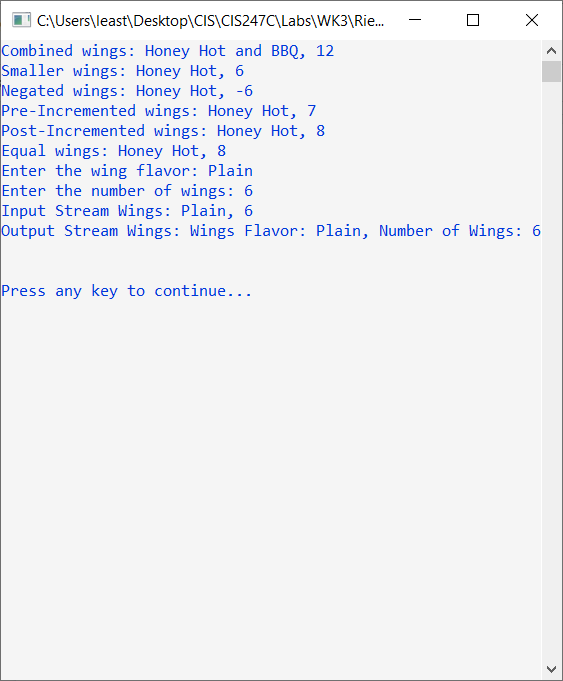 C:\Users\least\Desktop\CIS\CIS247C\Labs\WK3\Rie...
Combined wings: Honey Hot and BBQ, 12
Smaller wings: Honey Hot, 6
Negated wings: Honey Hot, -6
Pre-Incremented wings: Honey Hot, 7
Post-Incremented wings: Honey Hot, 8
Equal wings: Honey Hot, 8
Enter the wing flavor: Plain
Enter the number of wings: 6
Input Stream Wings: Plain, 6
Output Stream Wings: Wings Flavor: Plain, Number of Wings: 6
Press any key to continue...